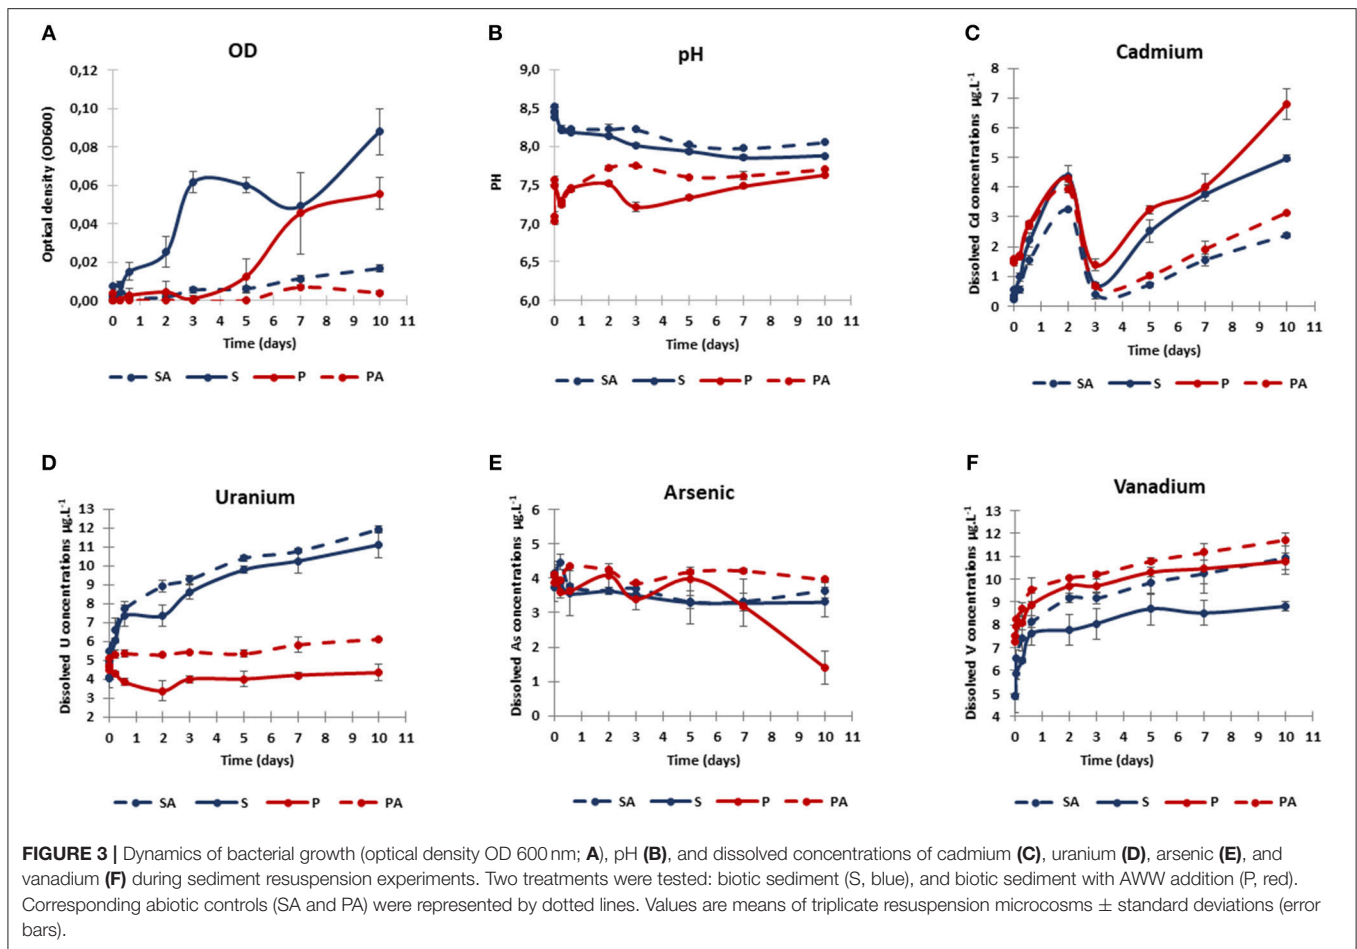 A
OD
Optical density (OD600)
0,12
0,10
0,08
0,06
0,04
0,02
0,00
0 1 2 3 4 5 6 7 8 9 10 11
Time (days)
SA S P PA
B
pH
PH
9,0
8,5
8,0
7,5
7,0
6,5
6,0
0 1 2 3 4 5 6 7 8 9 10 11
Time (days)
SA S P PA
C
Cadmium
Dissolved Cd concentrations µg.L-1
8
7
6
5
4
3
2
1
0
0 1 2 3 4 5 6 7 8 9 10 11
Time (days)
SA S P PA
D
Uranium
Dissolved U concentrations µg.L-1
13
12
11
10
9
8
7
6
5
4
3
2
0 1 2 3 4 5 6 7 8 9 10 11
Time (days)
SA S P PA
E
Arsenic
Dissolved As concentrations µg.L-1
6
5
4
3
2
1
0
0 1 2 3 4 5 6 7 8 9 10 11
Time (days)
SA S P PA
F
Vanadium
Dissolved V concentrations µg.L-1
13
12
11
10
9
8
7
6
5
4
0 1 2 3 4 5 6 7 8 9 10 11
Time (days)
SA S P PA
FIGURE 3 | Dynamics of bacterial growth (optical density OD 600 nm; A), pH (B), and dissolved concentrations of cadmium (C), uranium (D), arsenic (E), and
vanadium (F) during sediment resuspension experiments. Two treatments were tested: biotic sediment (S, blue), and biotic sediment with AWW addition (P, red).
Corresponding abiotic controls (SA and PA) were represented by dotted lines. Values are means of triplicate resuspension microcosms ± standard deviations (error
bars).